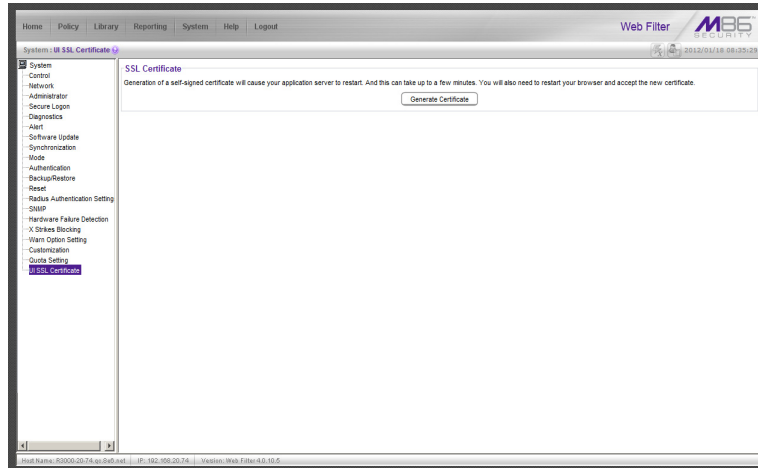 Home Policy Library Reporting System Help Logout
Web Filter
M86
SECURITY
System : UI SSL Certificate
2012/01/18 08:35:29
System
Control
Network
Administrator
Secure Logon
Diagnostics
Alert
Software Update
Synchronization
Mode
Authentication
Backup/Restore
Reset
Radius Authentication Setting
SNMP
Hardware Failure Detection
X Strikes Blocking
Warn Option Setting
Customization
Quota Setting
UI SSL Certificate
SSL Certificate
Generation of a self-signed certificate will cause your application server to restart. And this can take up to a few minutes. You will also need to restart your browser and accept the new certificate.
Generate Certificate
Host Name: R3000-20-74. IP: 192.168.20.74 Version: Web Filter 4.0.10.5